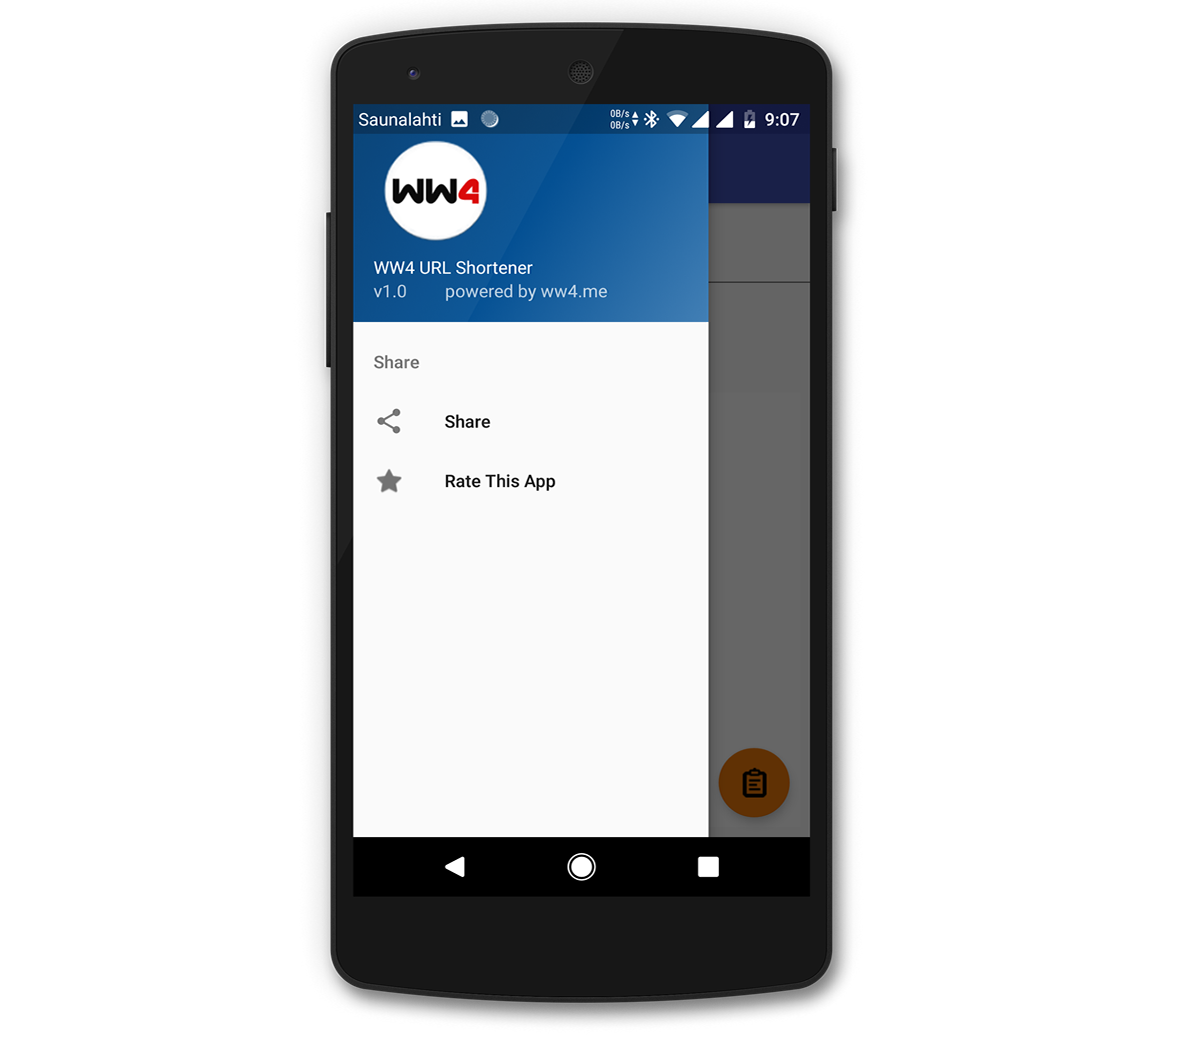 Saunalahti 0B/s 0B/s 9:07
WW4
WW4 URL Shortener
v1.0 powered by ww4.me
Share
Share
Rate This App